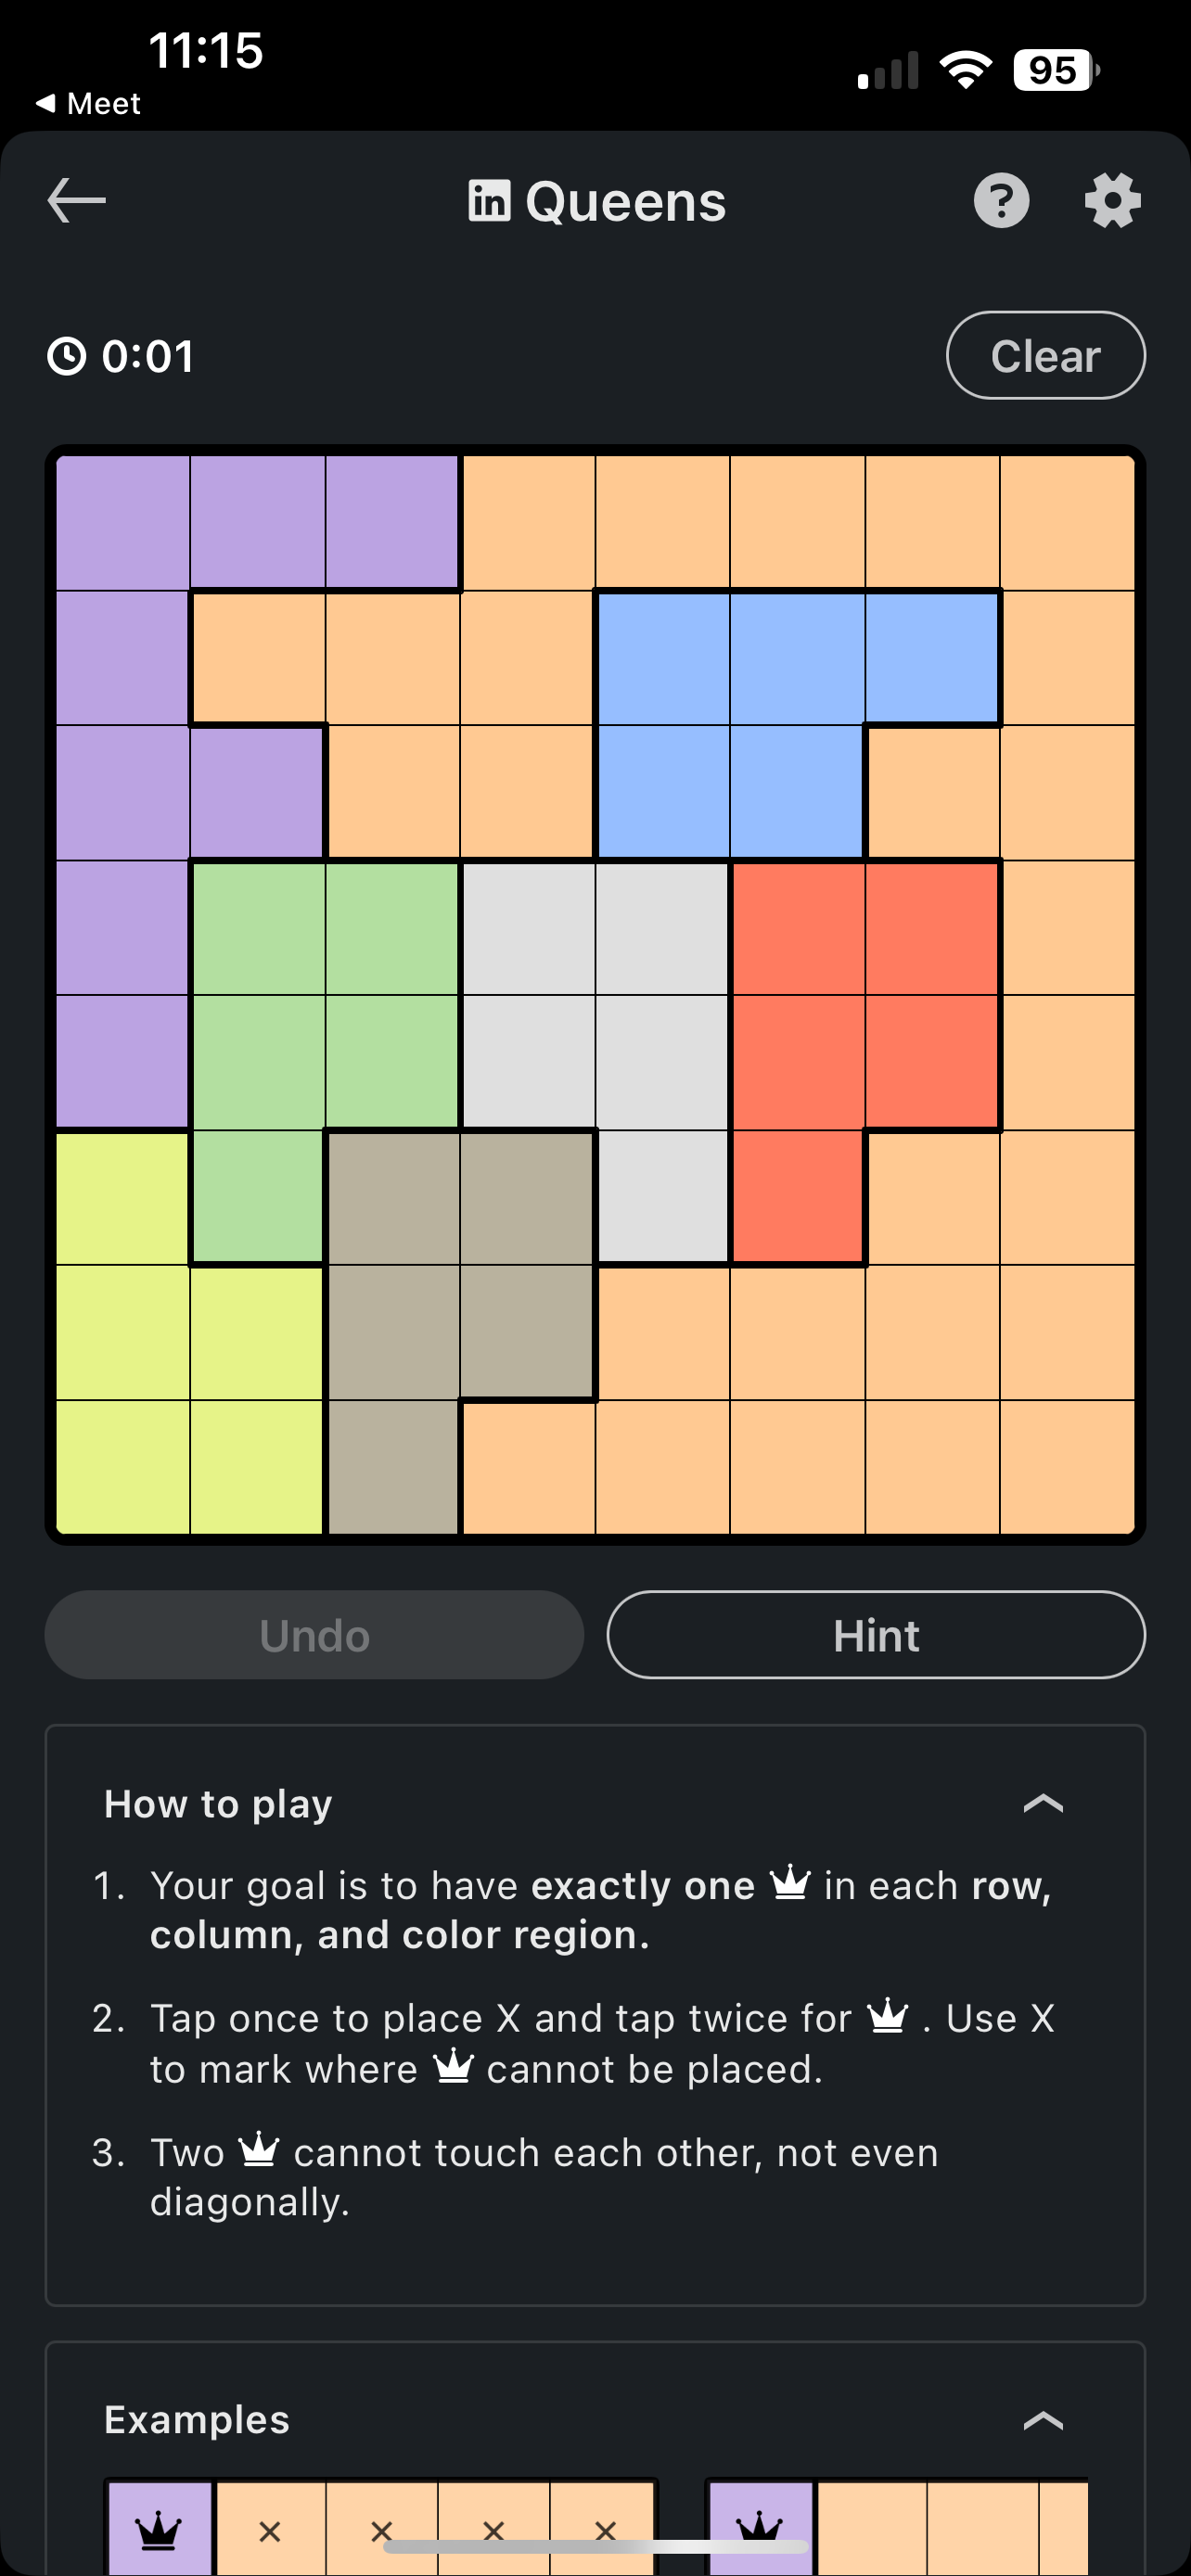 11:15
95
Meet
in Queens
?
0:01
Clear
Undo
Hint
How to play
1. Your goal is to have exactly one in each row,
column, and color region.
2. Tap once to place X and tap twice for . Use X
to mark where cannot be placed.
3. Two cannot touch each other, not even
diagonally.
Examples